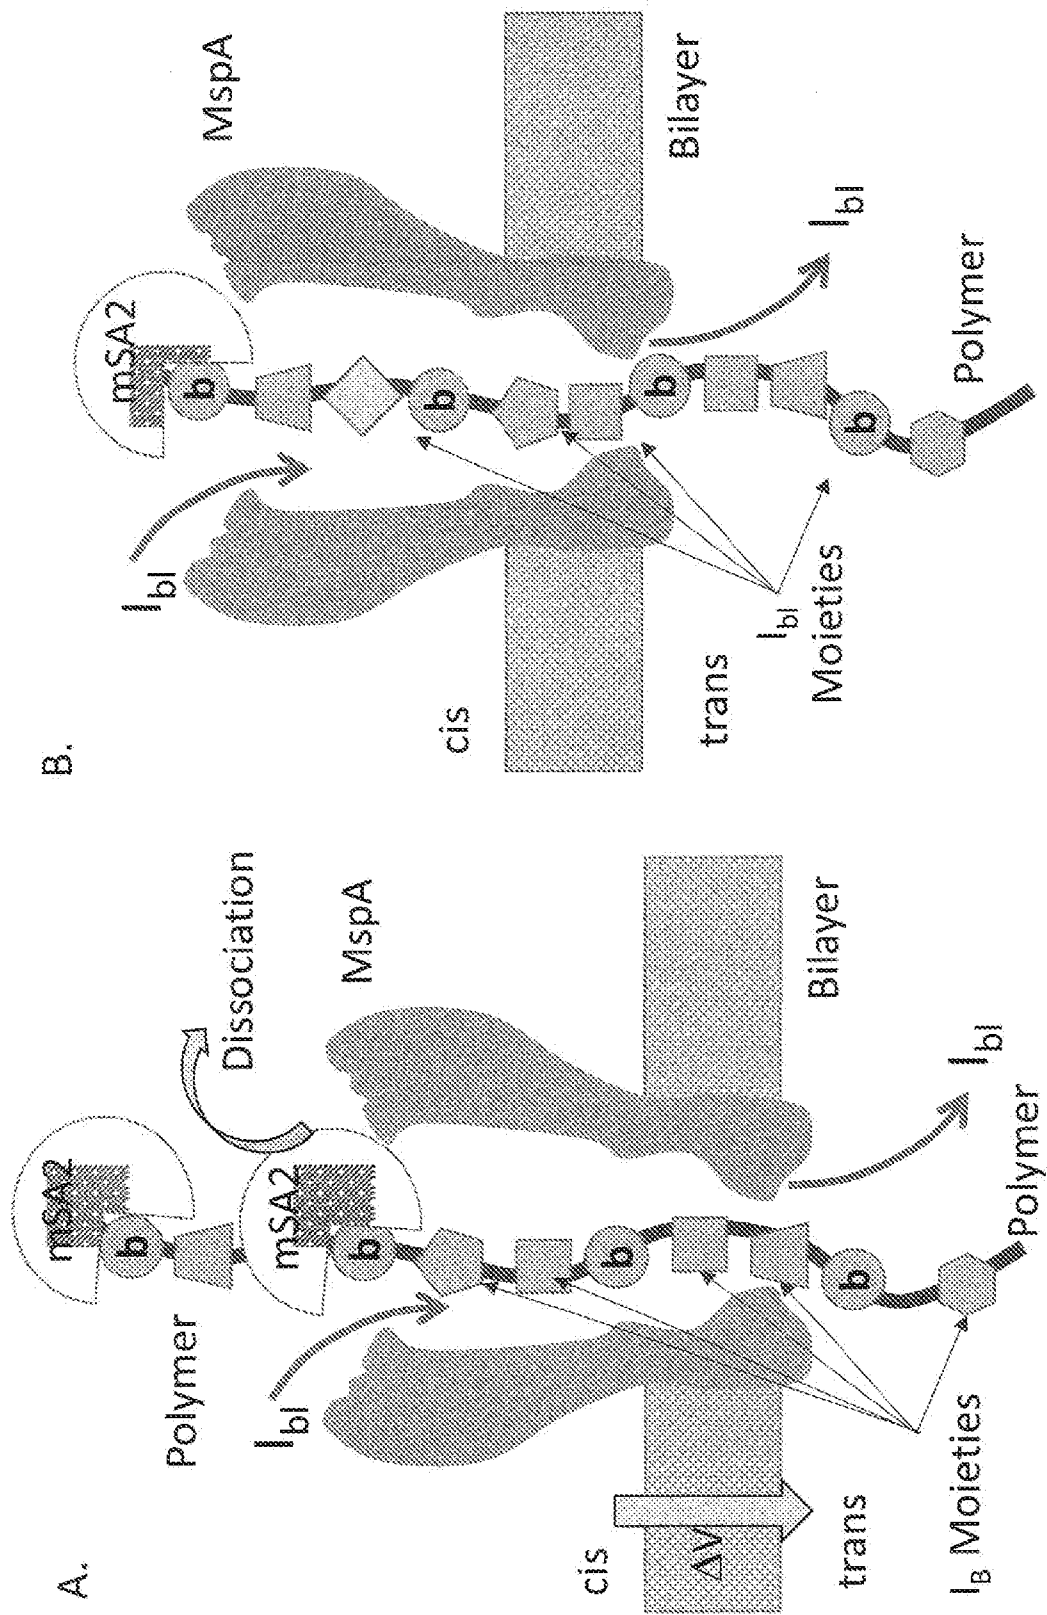 A.
mSA2
b
Polymer
Dissociation
mSA2
b
MspA
I_bl
b
cis
ΔV
Bilayer
trans
b
I_bl
I_B Moieties
Polymer
B.
mSA2
b
MspA
I_bl
b
cis
Bilayer
b
trans
I_bl
I_bl
Moieties
b
Polymer